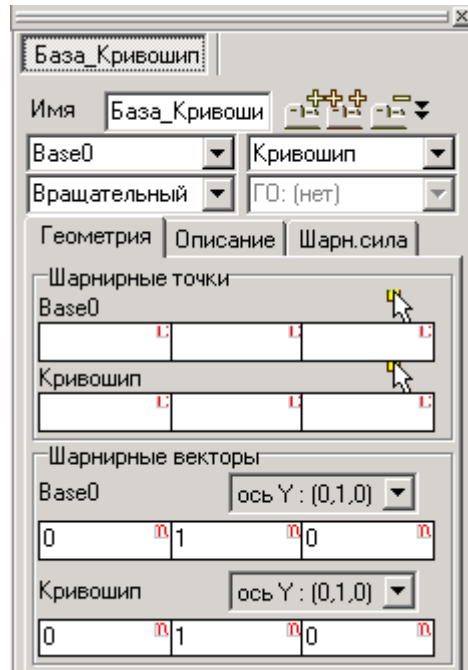 База_Кривошип
Имя База_Кривоши
Base0 Кривошип
Вращательный ГО: (нет)
Геометрия Описание Шарн.сила
Шарнирные точки
Base0
C C C
Кривошип
C C C
Шарнирные векторы
Base0 ось Y : (0,1,0)
0 n 1 n 0 n
Кривошип ось Y : (0,1,0)
0 n 1 n 0 n